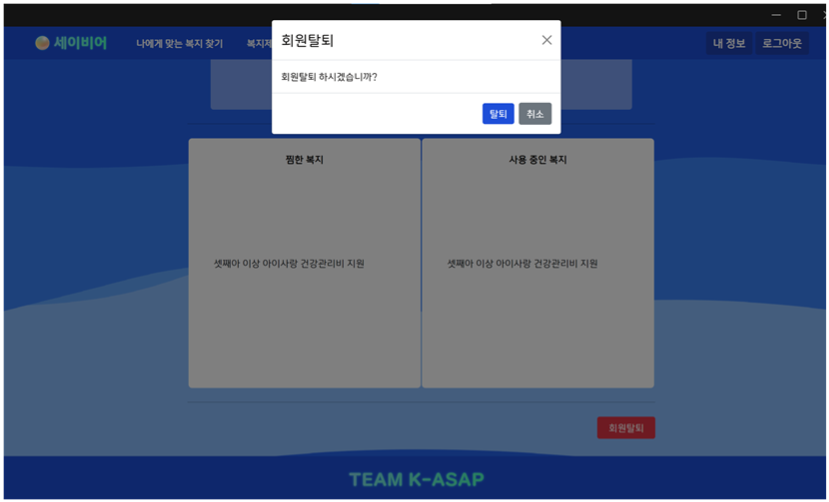 회원탈퇴
세이비어
나에게 맞는 복지 찾기
복지제
내 정보
로그아웃
회원탈퇴 하시겠습니까?
탈퇴
취소
찜한 복지
사용 중인 복지
셋째아 이상 아이사랑 건강관리비 지원
셋째아 이상 아이사랑 건강관리비 지원
회원탈퇴
TEAM K-ASAP